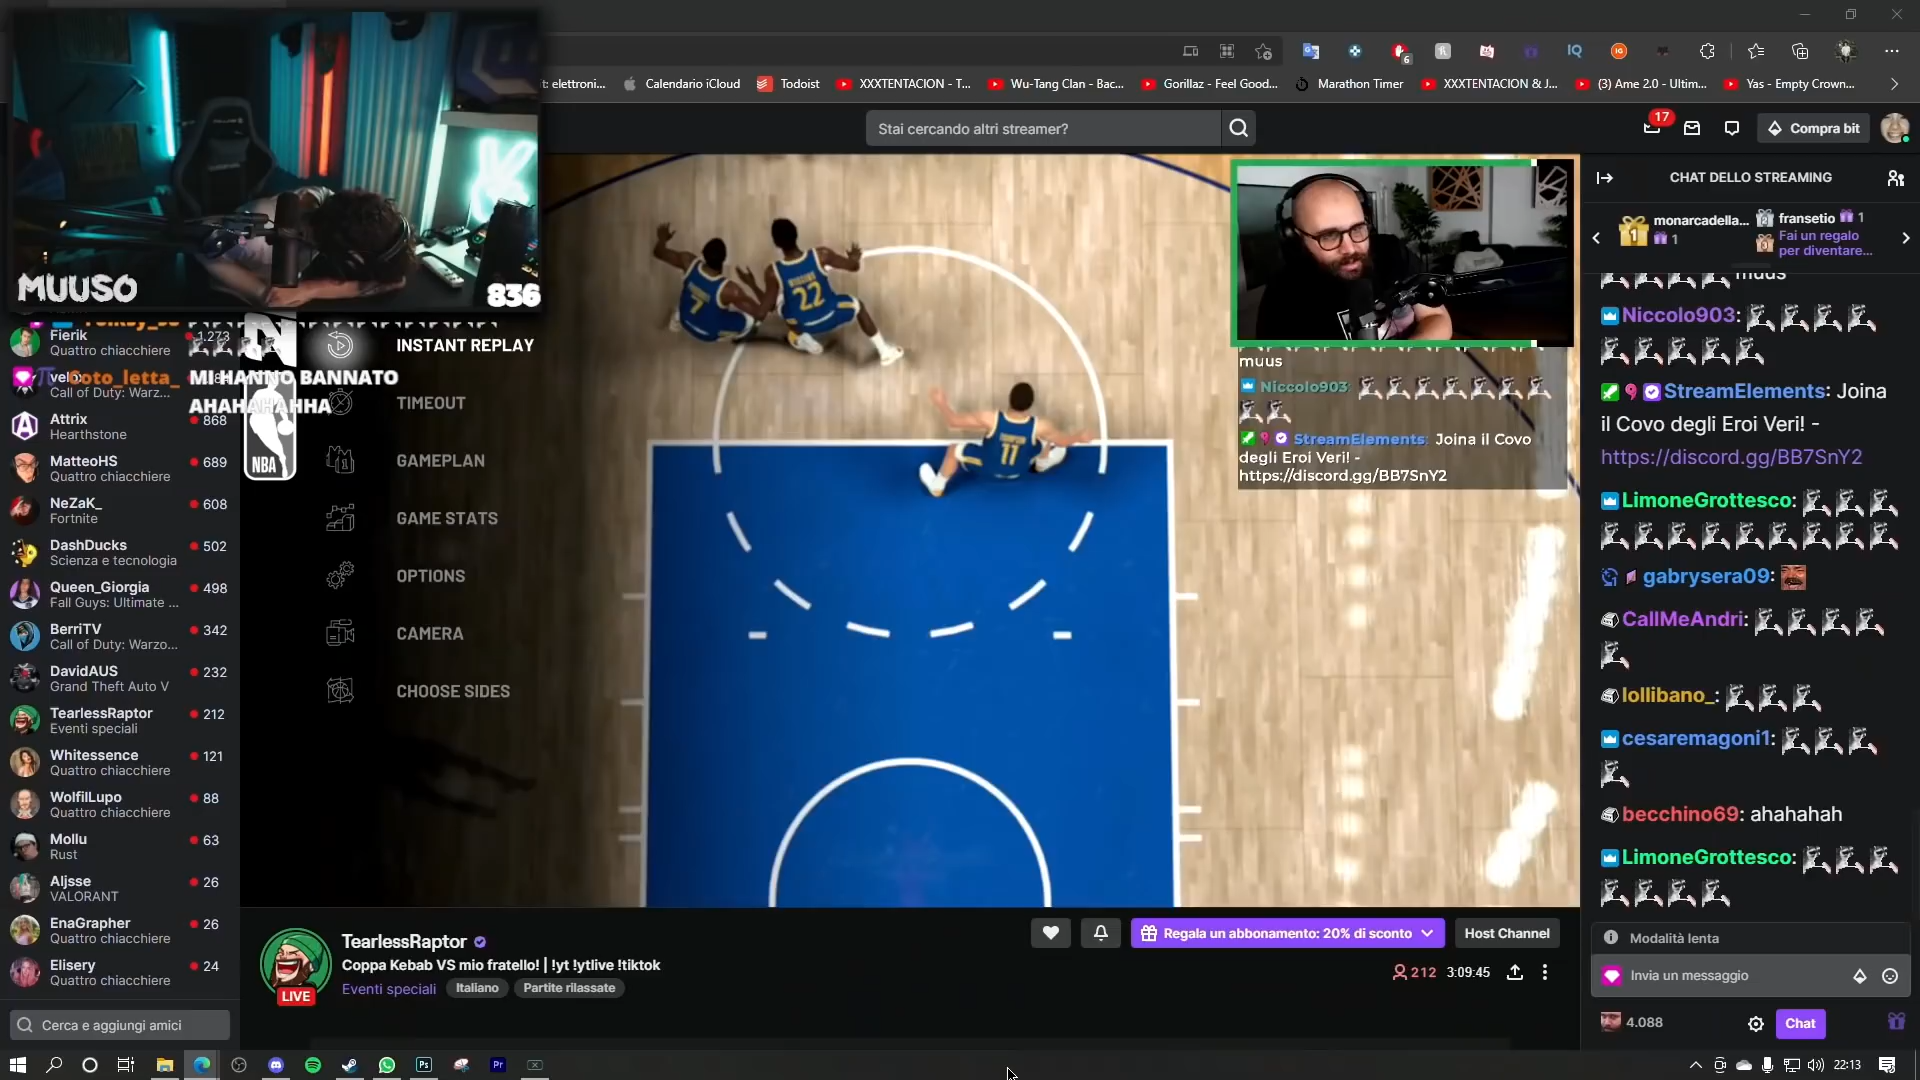 t: elettroni...
Calendario iCloud
Todoist
XXXTENTACION - T...
Wu-Tang Clan - Bac...
Gorillaz - Feel Good...
Marathon Timer
XXXTENTACION & J...
(3) Ame 2.0 - Ultim...
Yas - Empty Crown...
6
IQ
Stai cercando altri streamer?
17
Compra bit
MUUSO
836
Fierik
1.273
Quattro chiacchiere
Call of Duty: Warz...
Soto_letta_
MI HANNO BANNATO
AHAHAHAHHA
Attrix
868
Hearthstone
MatteoHS
689
Quattro chiacchiere
NeZaK_
608
Fortnite
DashDucks
502
Scienza e tecnologia
Queen_Giorgia
498
Fall Guys: Ultimate ...
BerriTV
342
Call of Duty: Warzo...
DavidAUS
232
Grand Theft Auto V
TearlessRaptor
212
Eventi speciali
Whitessence
121
Quattro chiacchiere
WolfilLupo
88
Quattro chiacchiere
Mollu
63
Rust
Aljsse
26
VALORANT
EnaGrapher
26
Quattro chiacchiere
Elisery
24
Quattro chiacchiere
Cerca e aggiungi amici
NBA
INSTANT REPLAY
TIMEOUT
GAMEPLAN
GAME STATS
OPTIONS
CAMERA
CHOOSE SIDES
7
22
11
muus
Niccolo903:
StreamElements: Joina il Covo
degli Eroi Veri! -
https://discord.gg/BB7SnY2
TearlessRaptor
Coppa Kebab VS mio fratello! | !yt !ytlive !tiktok
Eventi speciali
Italiano
Partite rilassate
LIVE
Regala un abbonamento: 20% di sconto
Host Channel
212
3:09:45
CHAT DELLO STREAMING
1
monarcadella...
1
fransetio
1
Fai un regalo
per diventare...
muus
Niccolo903:
StreamElements: Joina
il Covo degli Eroi Veri! -
https://discord.gg/BB7SnY2
LimoneGrottesco:
gabrysera09:
CallMeAndri:
lollibano_:
cesaremagoni1:
becchino69: ahahahah
LimoneGrottesco:
Modalità lenta
Invia un messaggio
4.088
Chat
Ps
Pr
22:13